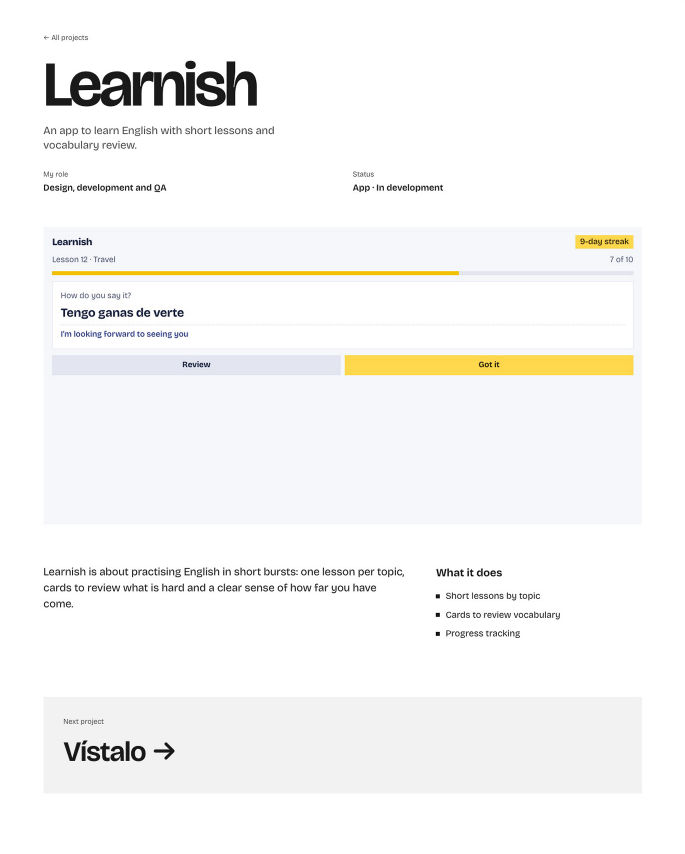 ← All projects
Learnish
An app to learn English with short lessons and
vocabulary review.
My role
Design, development and QA
Status
App · In development
Learnish
9-day streak
Lesson 12 · Travel
7 of 10
How do you say it?
Tengo ganas de verte
I'm looking forward to seeing you
Review
Got it
Learnish is about practising English in short bursts: one lesson per topic,
cards to review what is hard and a clear sense of how far you have
come.
What it does
Short lessons by topic
Cards to review vocabulary
Progress tracking
Next project
Vístalo →